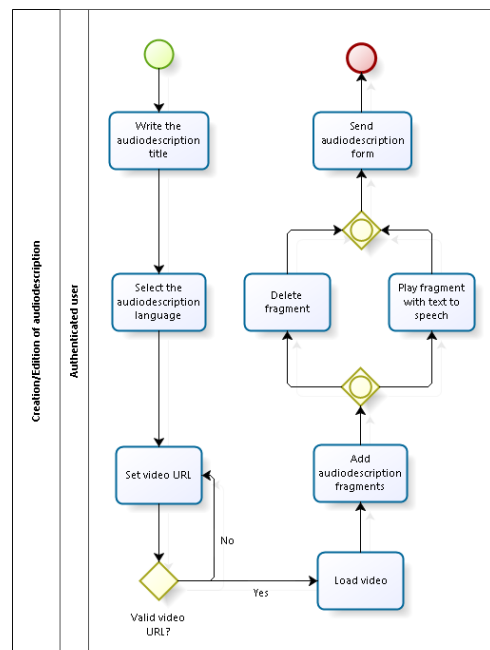 Creation/Edition of audiodescription
Authenticated user
Write the
audiodescription
title
Select the
audiodescription
language
Set video URL
No
Valid video
URL?
Yes
Load video
Add
audiodescription
fragments
Delete
fragment
Play fragment
with text to
speech
Send
audiodescription
form